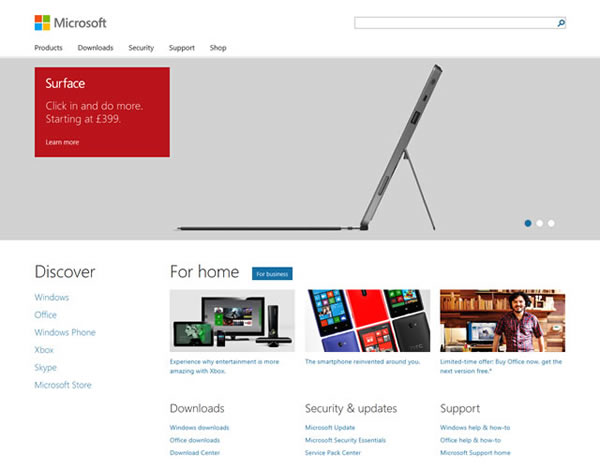 Microsoft
Products Downloads Security Support Shop
Surface
Click in and do more.
Starting at £399.
Learn more
Discover
Windows
Office
Windows Phone
Xbox
Skype
Microsoft Store
For home
For business
Experience why entertainment is more
amazing with Xbox.
The smartphone reinvented around you.
Limited-time offer: Buy Office now, get the
next version free.*
Downloads
Windows downloads
Office downloads
Download Center
Security & updates
Microsoft Update
Microsoft Security Essentials
Service Pack Center
Support
Windows help & how-to
Office help & how-to
Microsoft Support home